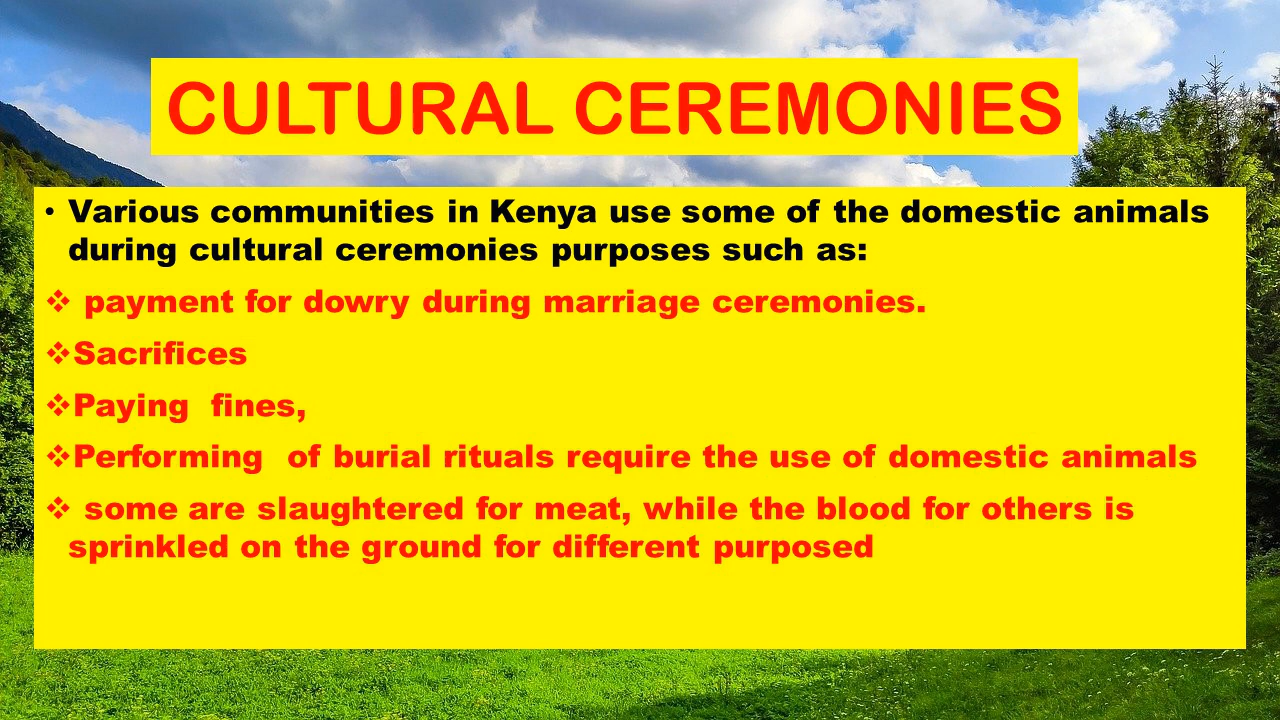 CULTURAL CEREMONIES
• Various communities in Kenya use some of the domestic animals
during cultural ceremonies purposes such as:
❖ payment for dowry during marriage ceremonies.
❖Sacrifices
❖Paying  fines,
❖Performing  of burial rituals require the use of domestic animals
❖ some are slaughtered for meat, while the blood for others is
sprinkled on the ground for different purposed